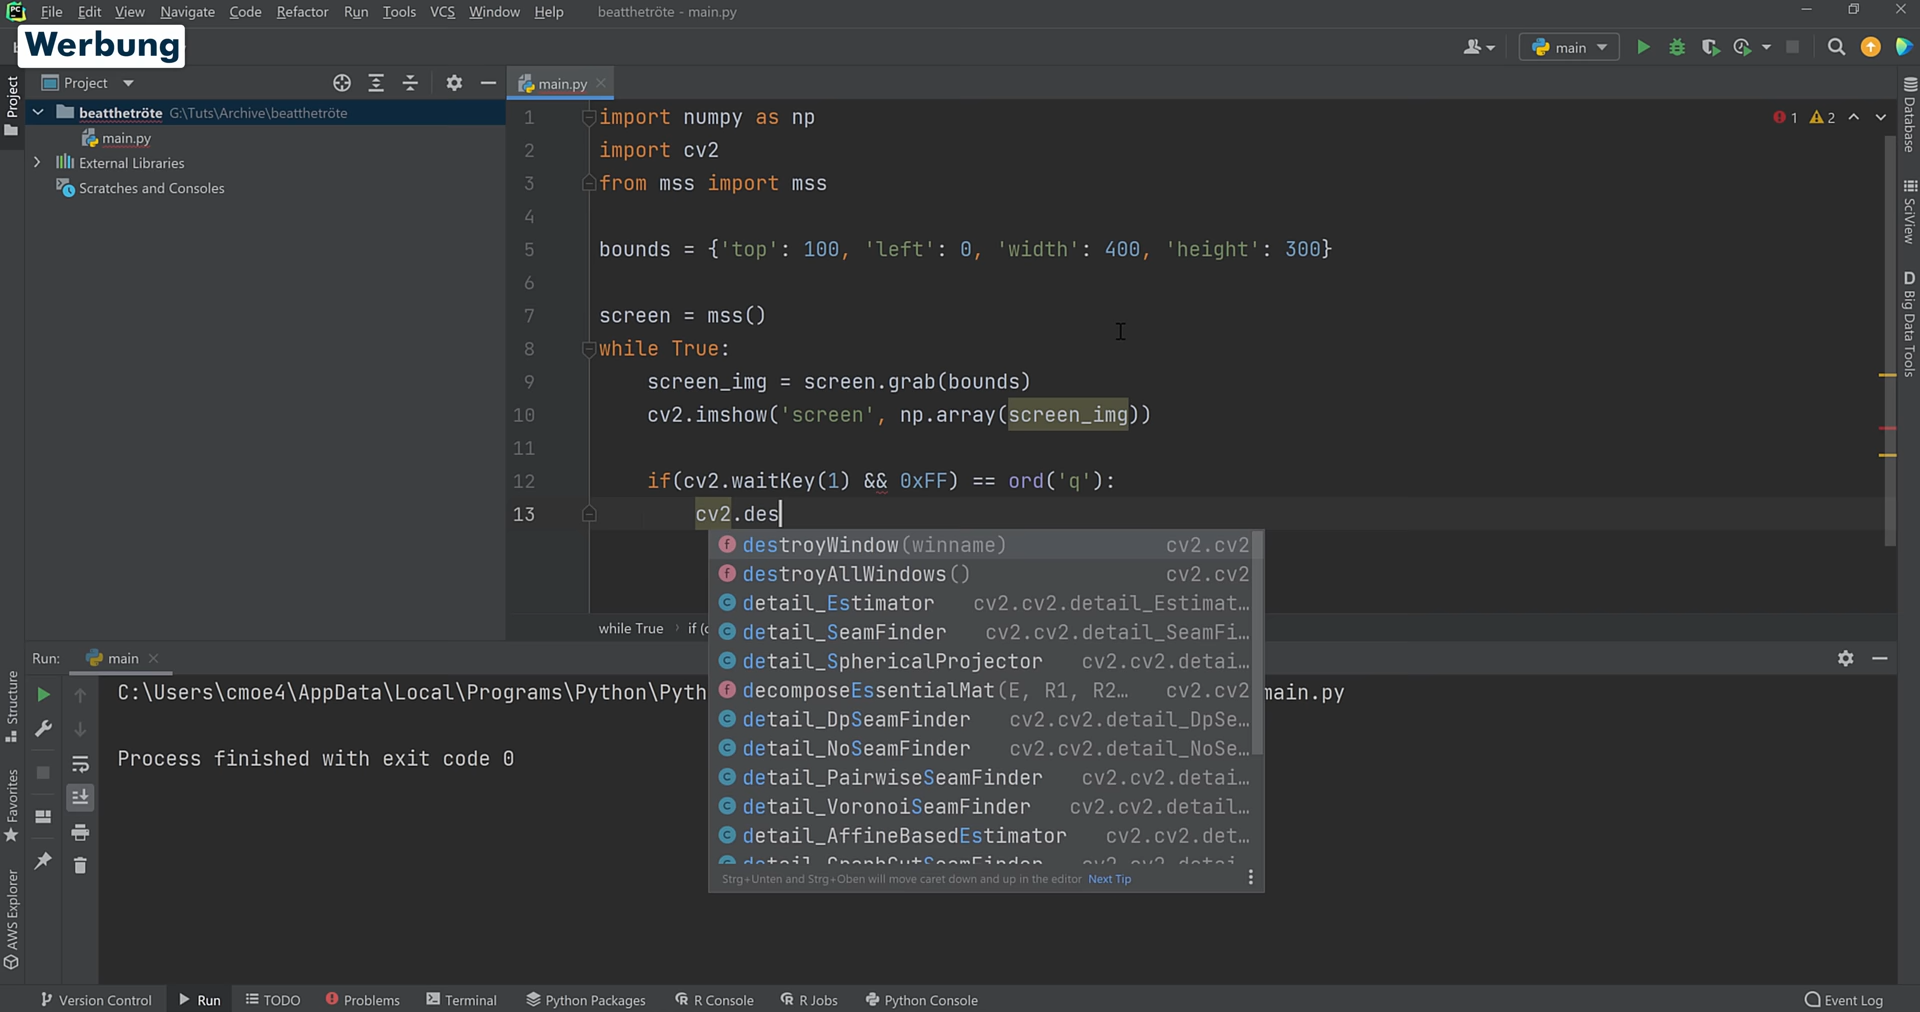 File Edit View Navigate Code Refactor Run Tools VCS Window Help beatthetröte - main.py
Werbung
main
Project
main.py
beatthetröte G:\Tuts\Archive\beatthetröte
main.py
External Libraries
Scratches and Consoles
Project
Structure
Favorites
AWS Explorer
1 import numpy as np
2 import cv2
3 from mss import mss
4
5 bounds = {'top': 100, 'left': 0, 'width': 400, 'height': 300}
6
7 screen = mss()
8 while True:
9 screen_img = screen.grab(bounds)
10 cv2.imshow('screen', np.array(screen_img))
11
12 if(cv2.waitKey(1) && 0xFF) == ord('q'):
13 cv2.des
1 2
destroyWindow(winname) cv2.cv2
destroyAllWindows() cv2.cv2
detail_Estimator cv2.cv2.detail_Estimat…
detail_SeamFinder cv2.cv2.detail_SeamFi…
detail_SphericalProjector cv2.cv2.detai…
decomposeEssentialMat(E, R1, R2… cv2.cv2
detail_DpSeamFinder cv2.cv2.detail_DpSe…
detail_NoSeamFinder cv2.cv2.detail_NoSe…
detail_PairwiseSeamFinder cv2.cv2.detai…
detail_VoronoiSeamFinder cv2.cv2.detail…
detail_AffineBasedEstimator cv2.cv2.det…
detail_GraphCutSeamFinder cv2.cv2.detai…
Strg+Unten and Strg+Oben will move caret down and up in the editor Next Tip
while True if (c
Run: main
C:\Users\cmoe4\AppData\Local\Programs\Python\Pyth main.py
Process finished with exit code 0
Database
SciView
D Big Data Tools
Version Control Run TODO Problems Terminal Python Packages R Console R Jobs Python Console Event Log